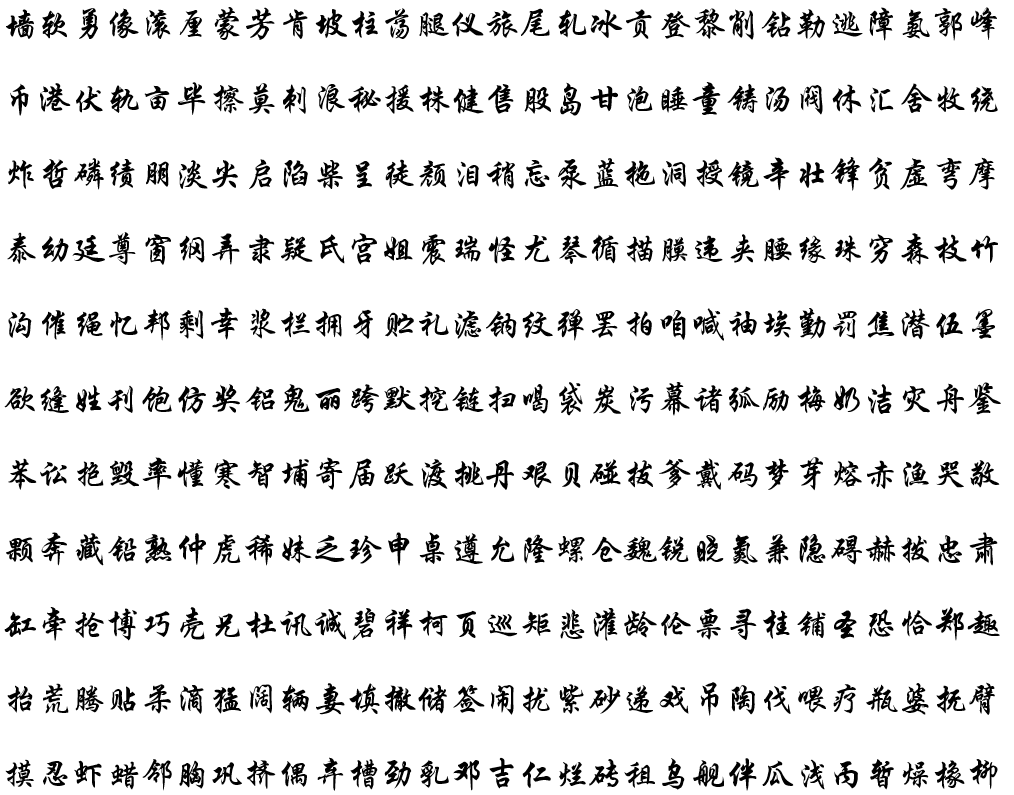 墙软勇像滚厘蒙芳肯坡柱荡腿仪旅尾轧冰贡登黎削钻勒逃障氨郭峰
币港伏轨亩毕擦莫刺浪秘援株健售股岛甘泡睡童铸汤阀休汇舍牧绕
炸哲磷绩朋淡尖启陷柴呈徒颜泪稍忘泵蓝拖洞授镜辛壮锋贫虚弯摩
泰幼廷尊窗纲弄隶疑氏宫姐震瑞怪尤琴循描膜违夹腰缘珠穷森枝竹
沟催绳忆邦剩幸浆栏拥牙贮礼滤钠纹弹罢拍咱喊袖埃勤罚焦潜伍墨
欲缝姓刊饱仿奖铝鬼丽跨默挖链扫喝袋炭污幕诸弧励梅奶洁灾舟鉴
苯讼抱毁率懂寒智埔寄届跃渡挑丹艰贝碰拔爹戴码梦芽熔赤渔哭敬
颗奔藏铅熟仲虎稀妹乏珍申桌遵允隆螺仓魏锐晓氮兼隐碍赫拨忠肃
缸牵抢博巧壳兄杜讯诚碧祥柯页巡矩悲灌龄伦票寻桂铺圣恐恰郑趣
抬荒腾贴柔滴猛阔辆妻填撤储签闹扰紫砂递戏吊陶伐喂疗瓶婆抚臂
摸忍虾蜡邻胸巩挤偶弃槽劲乳邓吉仁烂砖租乌舰伴瓜浅丙暂燥橡柳